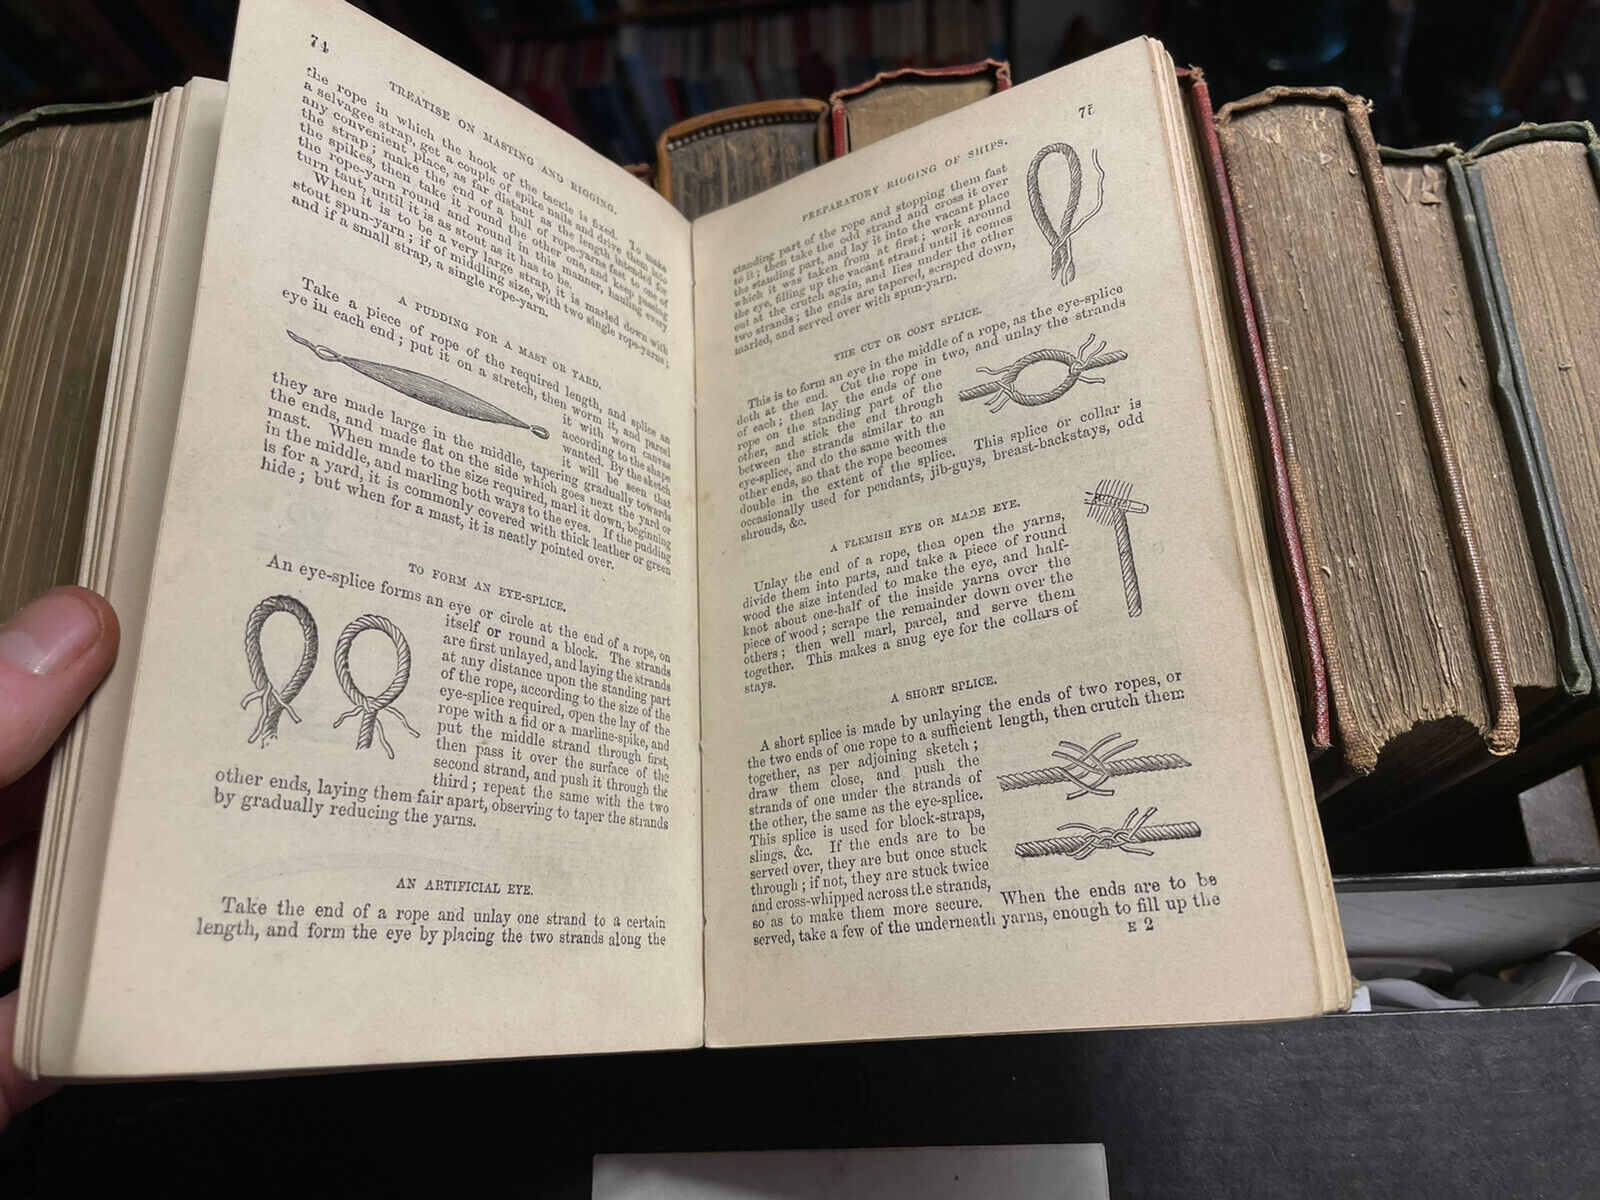 74
TREATISE ON MASTING AND RIGGING.
the rope in which the hook of the tackle is fixed. To make
a selvagee strap, get a couple of spike nails and drive them into
any convenient place, as far distant as the length intended for
the strap; make the end of a ball of rope-yarns fast to one of
the spikes, then take it round the other one, and keep passing
the rope-yarn round and round in this manner, hauling every
turn taut, until it is as stout as it has to be.
When it is to be a very large strap, it is marled down with
stout spun-yarn; if of middling size, with two single rope-yarns;
and if a small strap, a single rope-yarn.
A PUDDING FOR A MAST OR YARD.
Take a piece of rope of the required length, and splice an
eye in each end; put it on a stretch, then worm it, and parcel
it with worn canvas
according to the shape
wanted. By the sketch
it will be seen that
they are made large in the middle, tapering gradually towards
the ends, and made flat on the side which goes next the yard or
mast. When made to the size required, marl it down, beginning
in the middle, and marling both ways to the eyes. If the pudding
is for a yard, it is commonly covered with thick leather or green
hide; but when for a mast, it is neatly pointed over.
TO FORM AN EYE-SPLICE.
An eye-splice forms an eye or circle at the end of a rope, on
itself or round a block. The strands
are first unlayed, and laying the strands
at any distance upon the standing part
of the rope, according to the size of the
eye-splice required, open the lay of the
rope with a fid or a marline-spike, and
put the middle strand through first,
then pass it over the surface of the
second strand, and push it through the
third; repeat the same with the two
other ends, laying them fair apart, observing to taper the strands
by gradually reducing the yarns.
AN ARTIFICIAL EYE.
Take the end of a rope and unlay one strand to a certain
length, and form the eye by placing the two strands along the
PREPARATORY RIGGING OF SHIPS.
75
standing part of the rope and stopping them fast
to it; then take the odd strand and cross it over
the standing part, and lay it into the vacant place
which it was taken from at first; work around
the eye, filling up the vacant strand until it comes
out at the crutch again, and lies under the other
two strands; the ends are tapered, scraped down,
marled, and served over with spun-yarn.
THE CUT OR CONT SPLICE.
This is to form an eye in the middle of a rope, as the eye-splice
doth at the end. Cut the rope in two, and unlay the strands
of each; then lay the ends of one
rope on the standing part of the
other, and stick the end through
between the strands similar to an
eye-splice, and do the same with the
other ends, so that the rope becomes
double in the extent of the splice. This splice or collar is
occasionally used for pendants, jib-guys, breast-backstays, odd
shrouds, &c.
A FLEMISH EYE OR MADE EYE.
Unlay the end of a rope, then open the yarns,
divide them into parts, and take a piece of round
wood the size intended to make the eye, and half-
knot about one-half of the inside yarns over the
piece of wood; scrape the remainder down over the
others; then well marl, parcel, and serve them
together. This makes a snug eye for the collars of
stays.
A SHORT SPLICE.
A short splice is made by unlaying the ends of two ropes, or
the two ends of one rope to a sufficient length, then crutch them
together, as per adjoining sketch;
draw them close, and push the
strands of one under the strands of
the other, the same as the eye-splice.
This splice is used for block-straps,
slings, &c. If the ends are to be
served over, they are but once stuck
through; if not, they are stuck twice
and cross-whipped across the strands,
so as to make them more secure. When the ends are to be
served, take a few of the underneath yarns, enough to fill up the
E 2